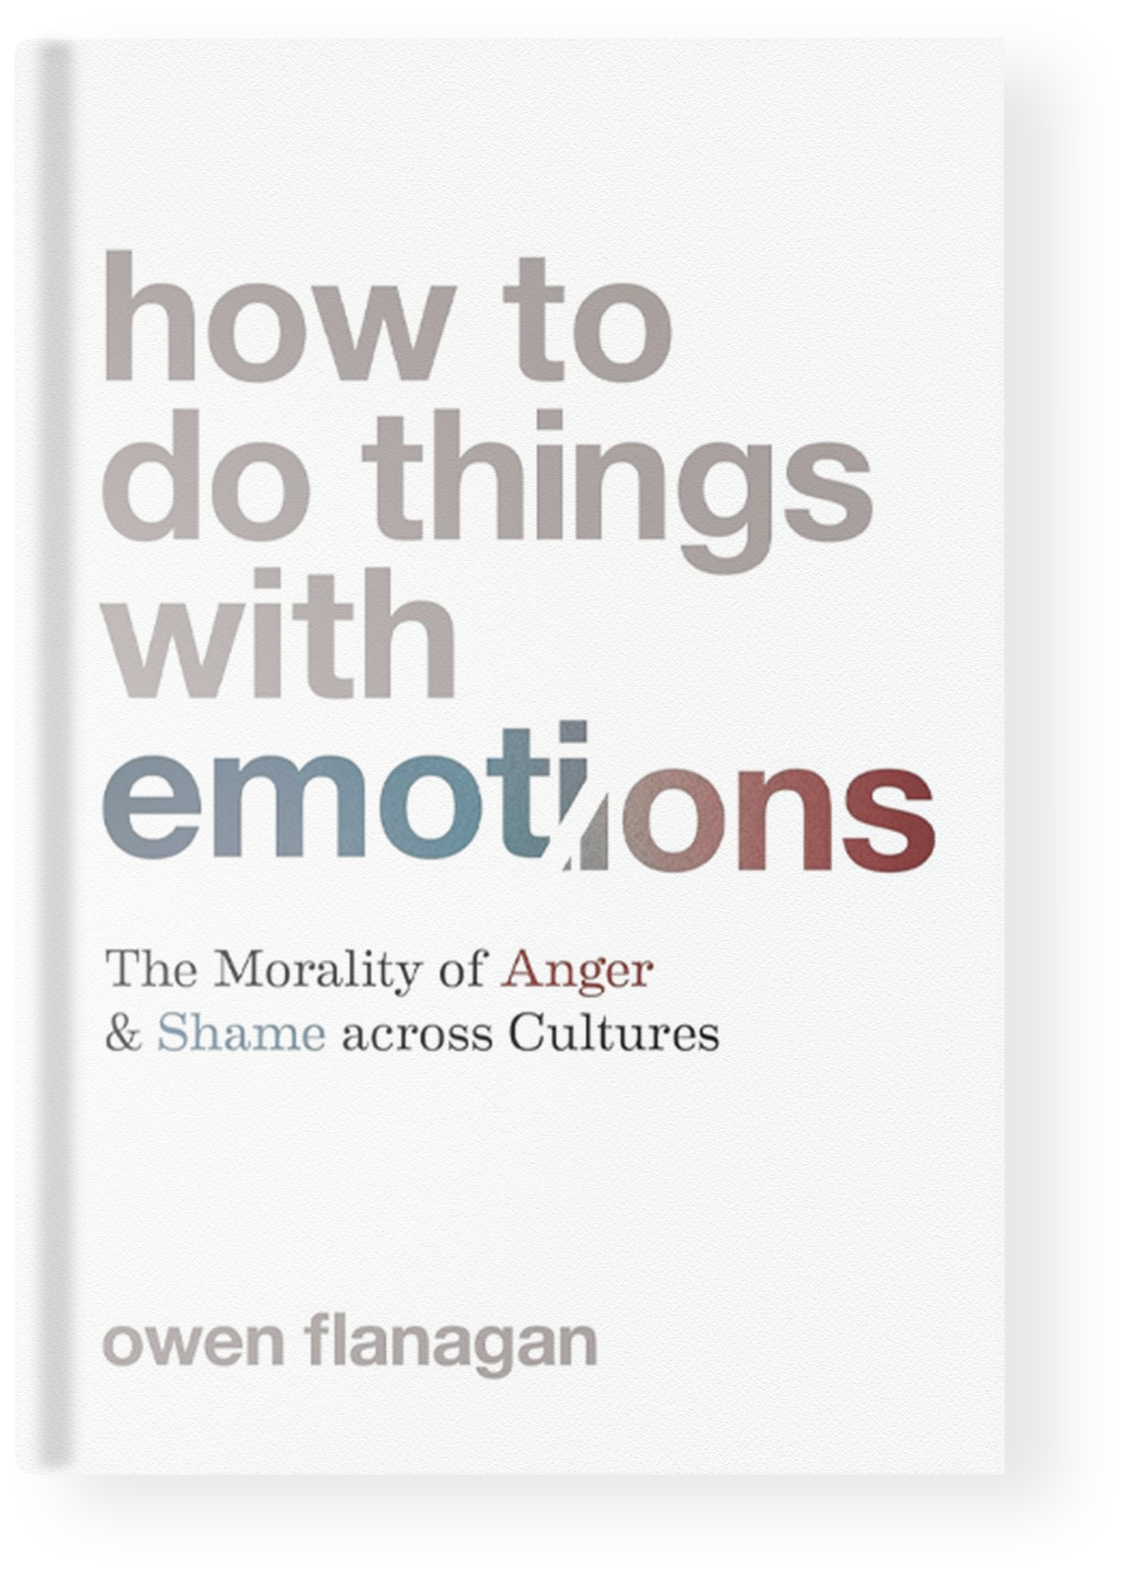 how to
do things
with
emotions
The Morality of Anger
& Shame across Cultures
owen flanagan